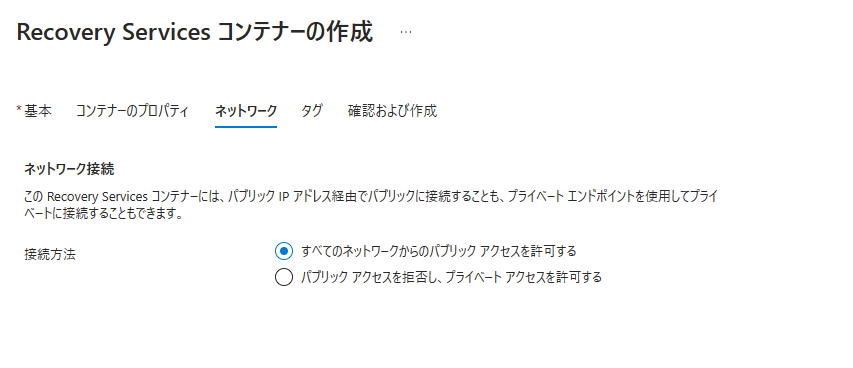 Recovery Services コンテナーの作成 …
* 基本 コンテナーのプロパティ ネットワーク タグ 確認および作成
ネットワーク接続
この Recovery Services コンテナーには、パブリック IP アドレス経由でパブリックに接続することも、プライベート エンドポイントを使用してプライ
ベートに接続することもできます。
接続方法 すべてのネットワークからのパブリック アクセスを許可する
パブリック アクセスを拒否し、プライベート アクセスを許可する